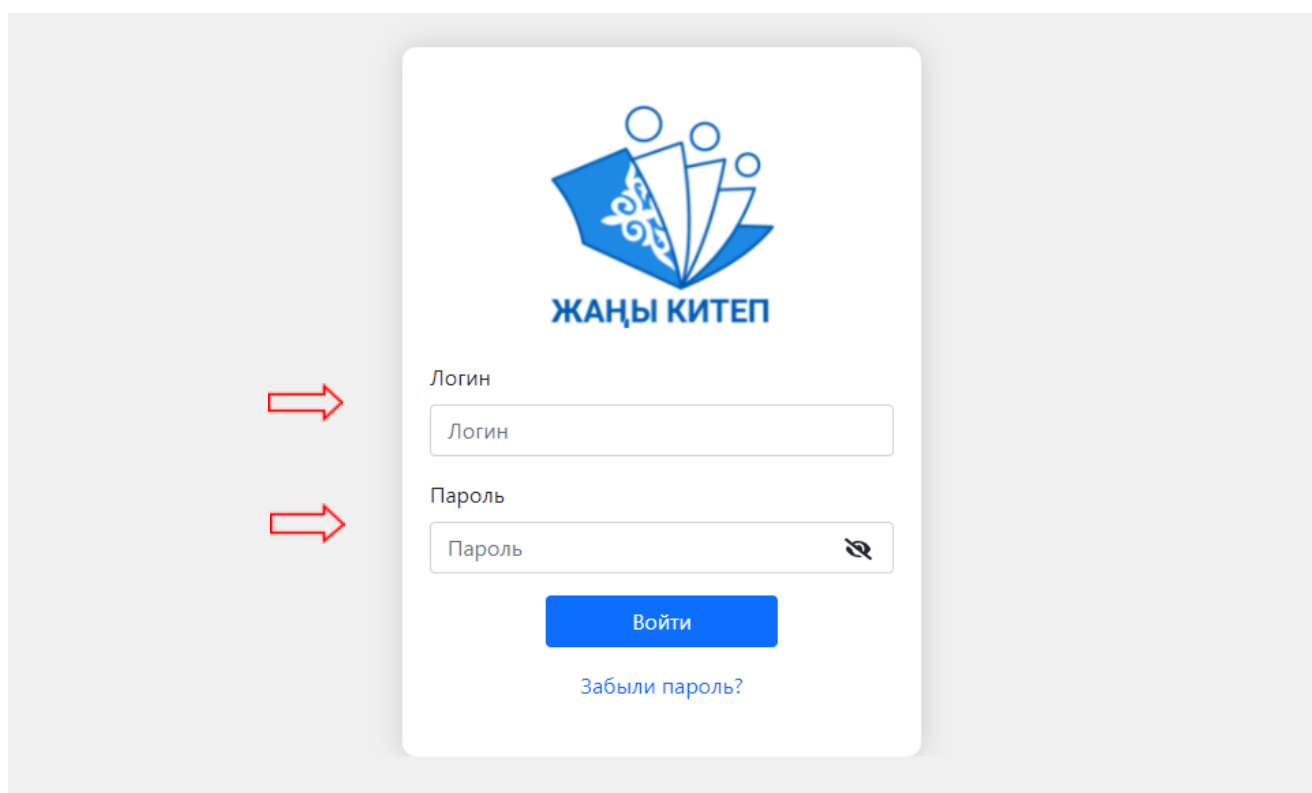 ЖАҢЫ КИТЕП
Логин
Логин
Пароль
Пароль
Войти
Забыли пароль?